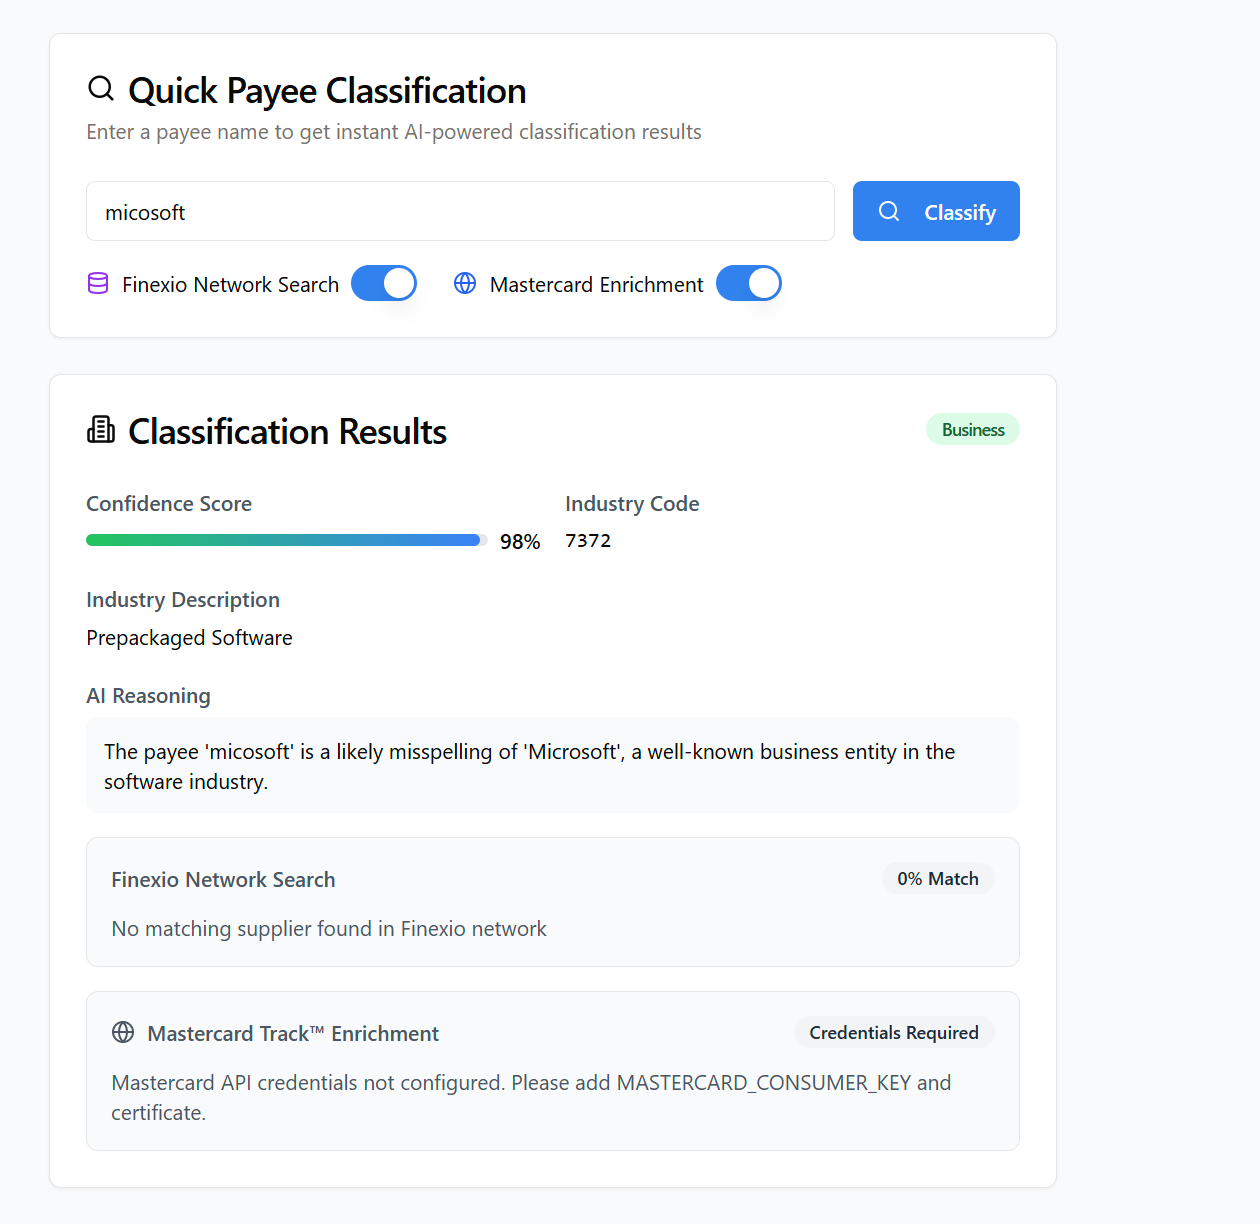 Quick Payee Classification
Enter a payee name to get instant AI-powered classification results
micosoft
Classify
Finexio Network Search
Mastercard Enrichment
Classification Results
Business
Confidence Score
Industry Code
98%
7372
Industry Description
Prepackaged Software
AI Reasoning
The payee 'micosoft' is a likely misspelling of 'Microsoft', a well-known business entity in the
software industry.
Finexio Network Search
0% Match
No matching supplier found in Finexio network
Mastercard Track™ Enrichment
Credentials Required
Mastercard API credentials not configured. Please add MASTERCARD_CONSUMER_KEY and
certificate.